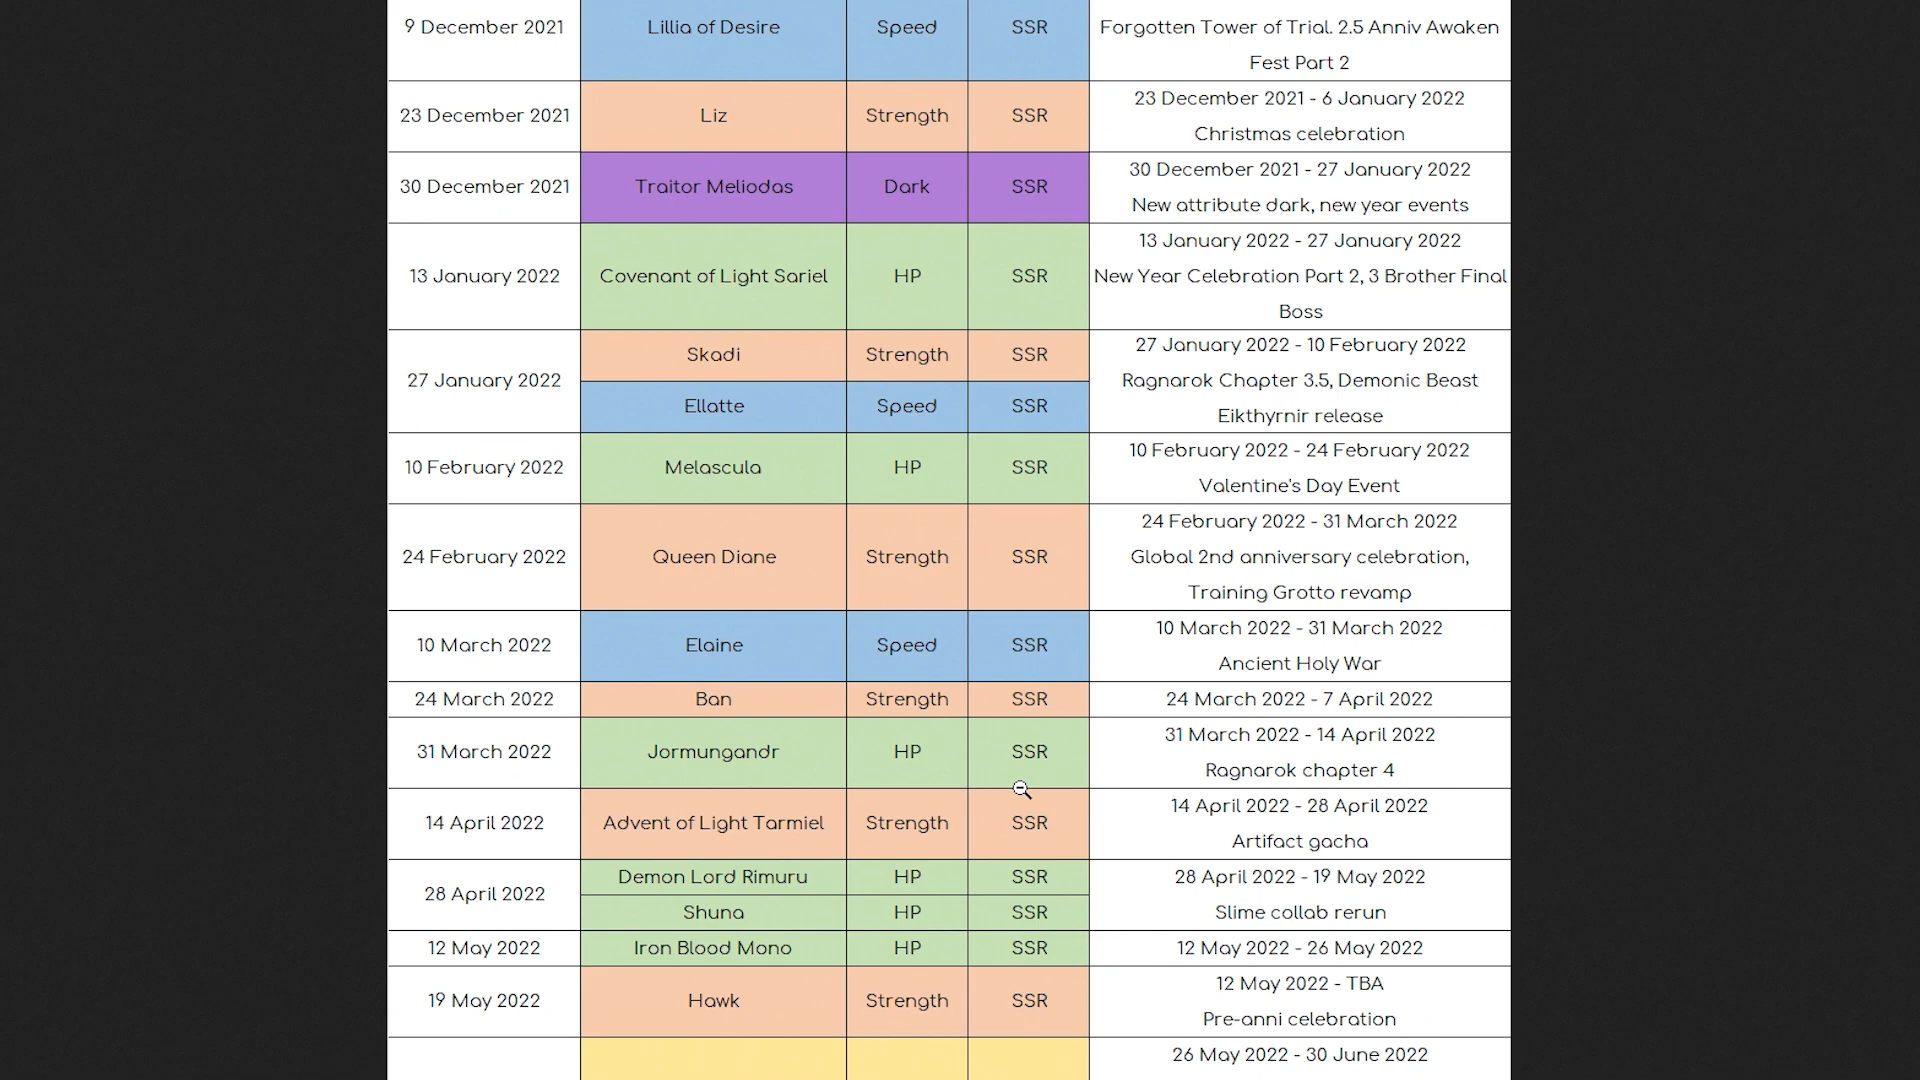 9 December 2021 Lillia of Desire Speed SSR Forgotten Tower of Trial. 2.5 Anniv Awaken
Fest Part 2
23 December 2021 Liz Strength SSR 23 December 2021 - 6 January 2022
Christmas celebration
30 December 2021 Traitor Meliodas Dark SSR 30 December 2021 - 27 January 2022
New attribute dark, new year events
13 January 2022 Covenant of Light Sariel HP SSR 13 January 2022 - 27 January 2022
New Year Celebration Part 2, 3 Brother Final
Boss
27 January 2022 Skadi Strength SSR 27 January 2022 - 10 February 2022
Ragnarok Chapter 3.5, Demonic Beast
Ellatte Speed SSR Eikthyrnir release
10 February 2022 Melascula HP SSR 10 February 2022 - 24 February 2022
Valentine's Day Event
24 February 2022 Queen Diane Strength SSR 24 February 2022 - 31 March 2022
Global 2nd anniversary celebration,
Training Grotto revamp
10 March 2022 Elaine Speed SSR 10 March 2022 - 31 March 2022
Ancient Holy War
24 March 2022 Ban Strength SSR 24 March 2022 - 7 April 2022
31 March 2022 Jormungandr HP SSR 31 March 2022 - 14 April 2022
Ragnarok chapter 4
14 April 2022 Advent of Light Tarmiel Strength SSR 14 April 2022 - 28 April 2022
Artifact gacha
28 April 2022 Demon Lord Rimuru HP SSR 28 April 2022 - 19 May 2022
Shuna HP SSR Slime collab rerun
12 May 2022 Iron Blood Mono HP SSR 12 May 2022 - 26 May 2022
19 May 2022 Hawk Strength SSR 12 May 2022 - TBA
Pre-anni celebration
26 May 2022 - 30 June 2022